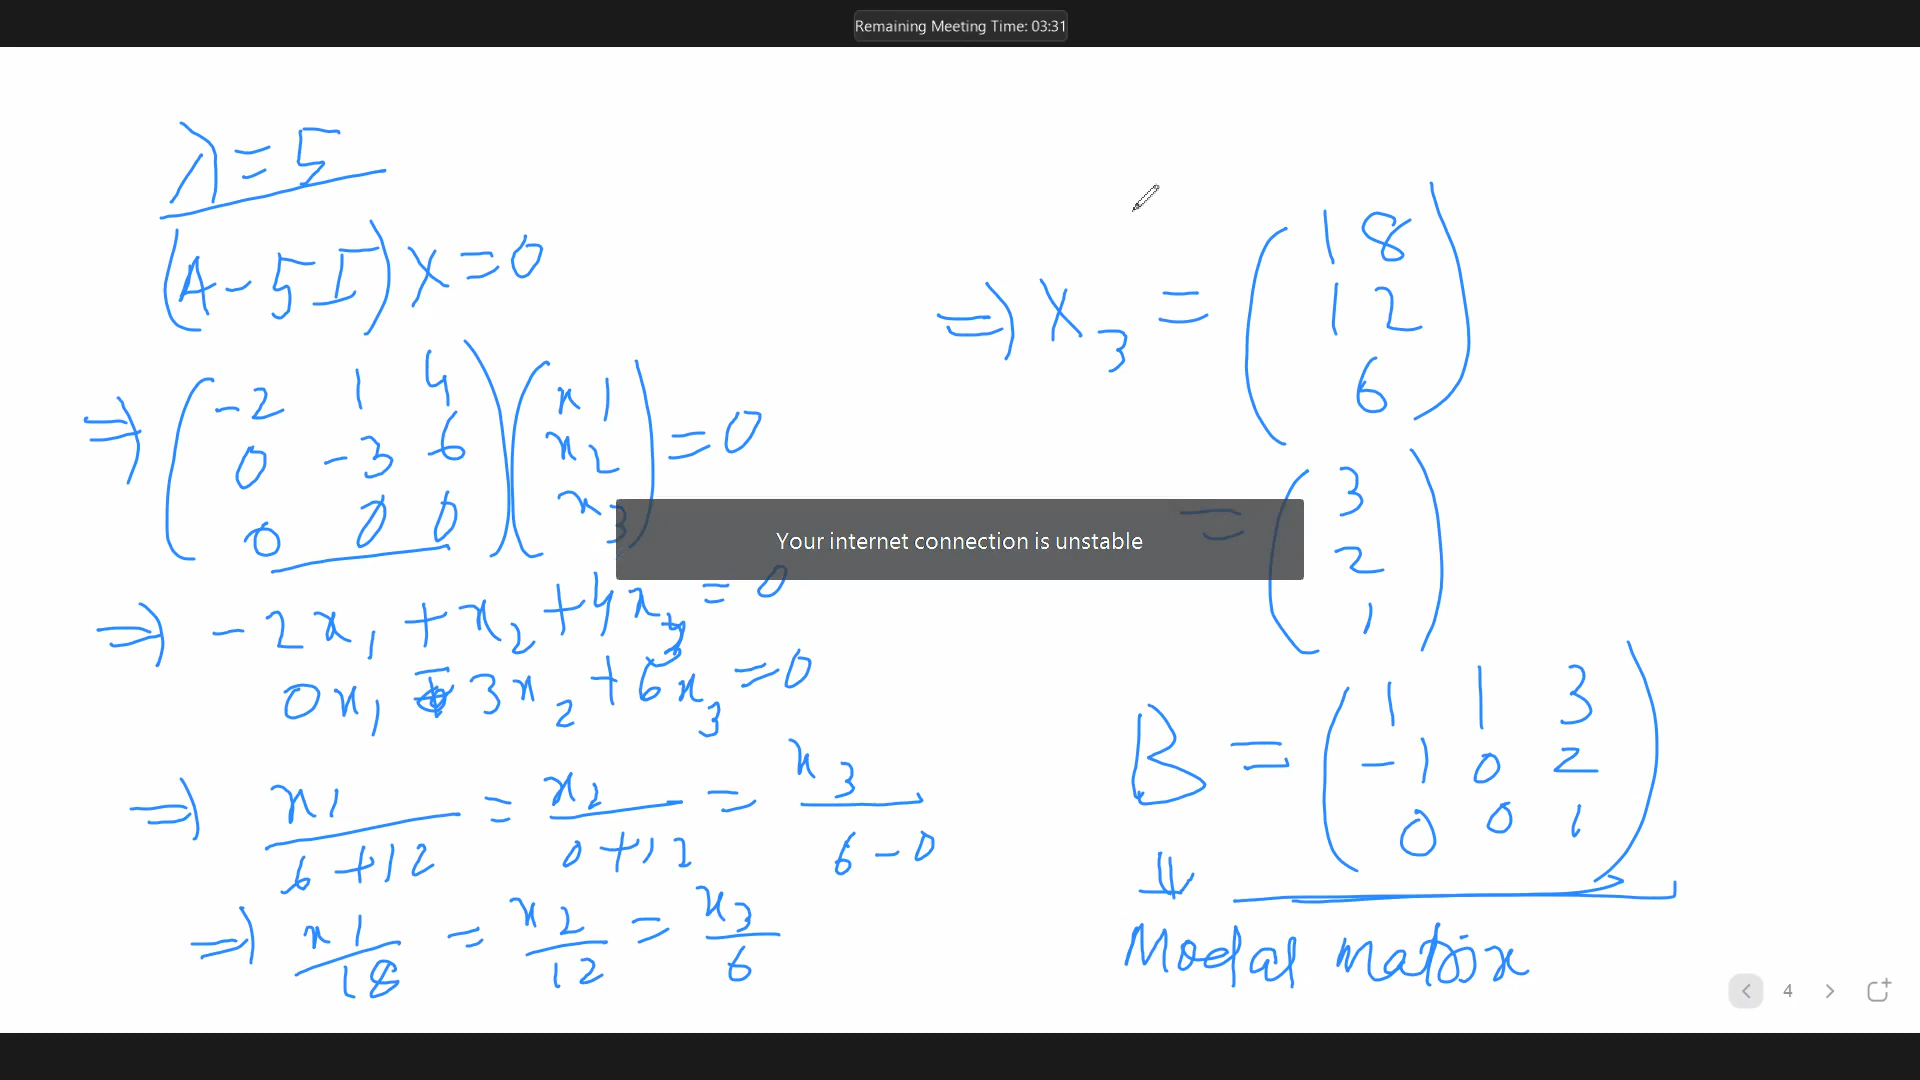 Remaining Meeting Time: 03:31
λ = 5
(A - 5I) X = 0
⇒ ( -2 1 4 ) ( x1 )
( 0 -3 6 ) ( x2 ) = 0
( 0 0 0 ) ( x3 )
⇒ -2x₁ + x₂ + 4x₃ = 0
0x₁ - 3x₂ + 6x₃ = 0
⇒ x1/(6+12) = x2/(0+12) = x3/(6-0)
⇒ x1/18 = x2/12 = x3/6
⇒ X₃ = ( 18 )
( 12 )
( 6 )
= ( 3 )
( 2 )
( 1 )
Your internet connection is unstable
B = ( 1 1 3 )
( -1 0 2 )
( 0 0 1 )
⇓
Modal matrix
4